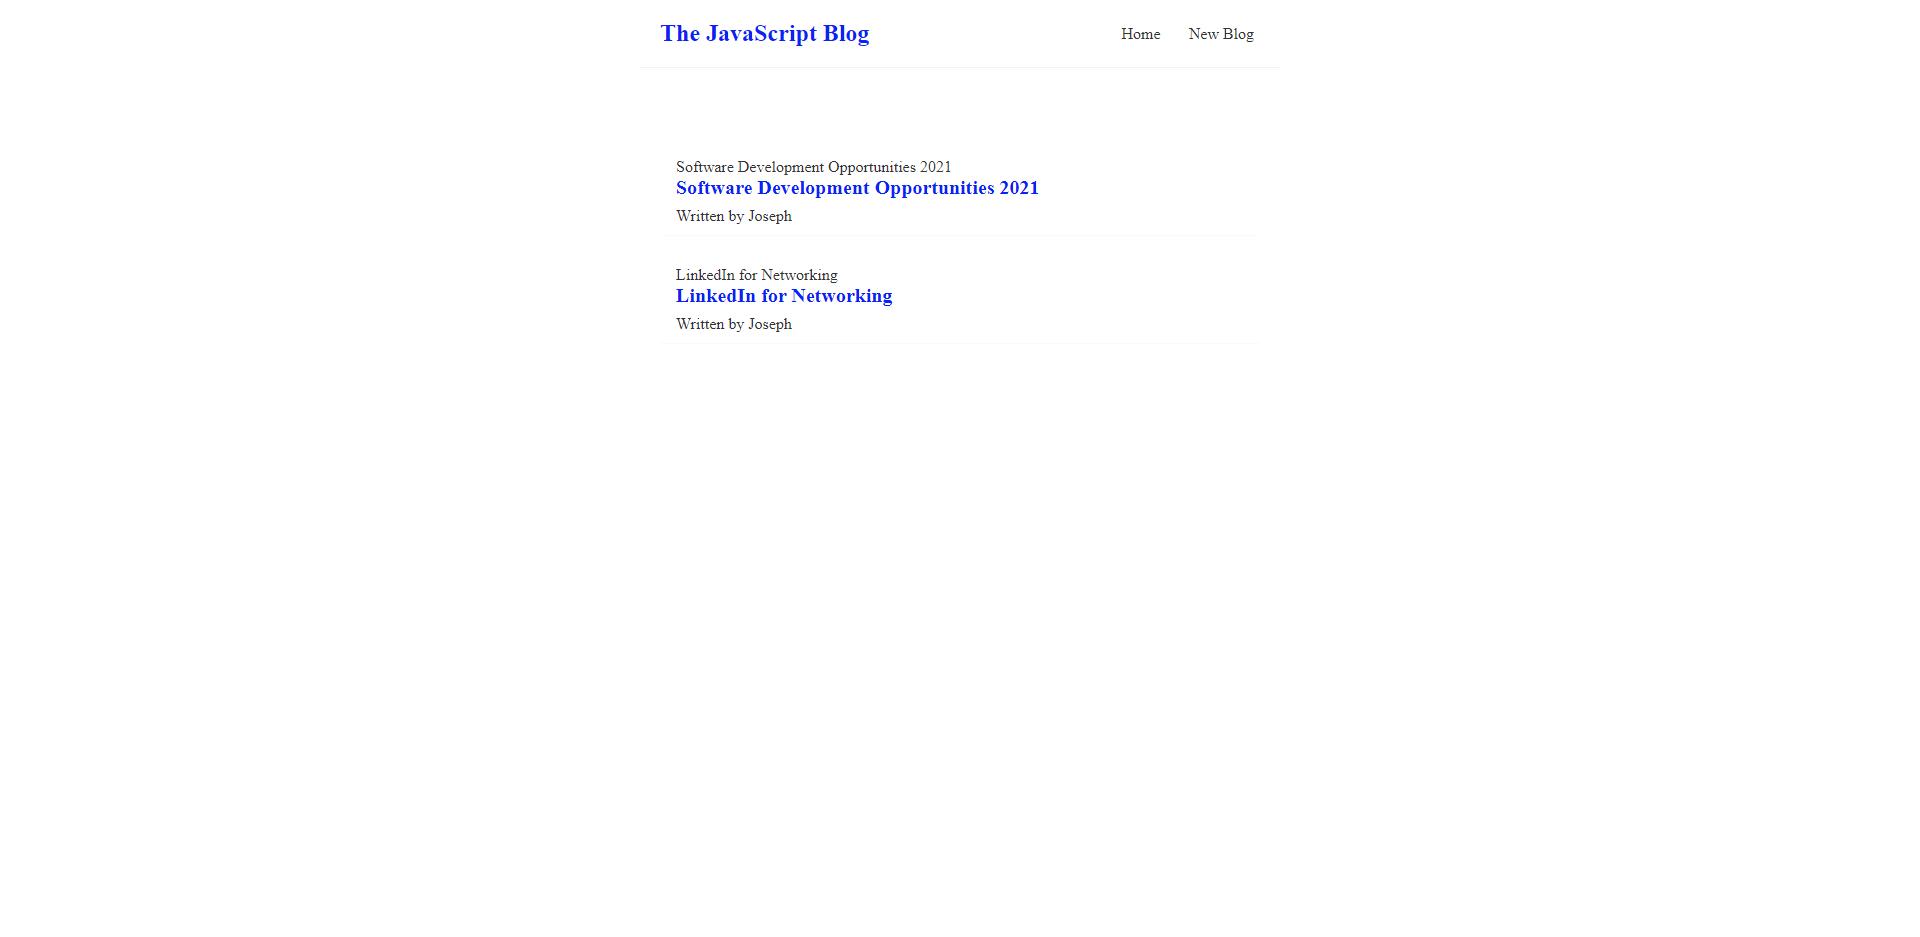 The JavaScript Blog
Home New Blog
Software Development Opportunities 2021
Software Development Opportunities 2021
Written by Joseph
LinkedIn for Networking
LinkedIn for Networking
Written by Joseph